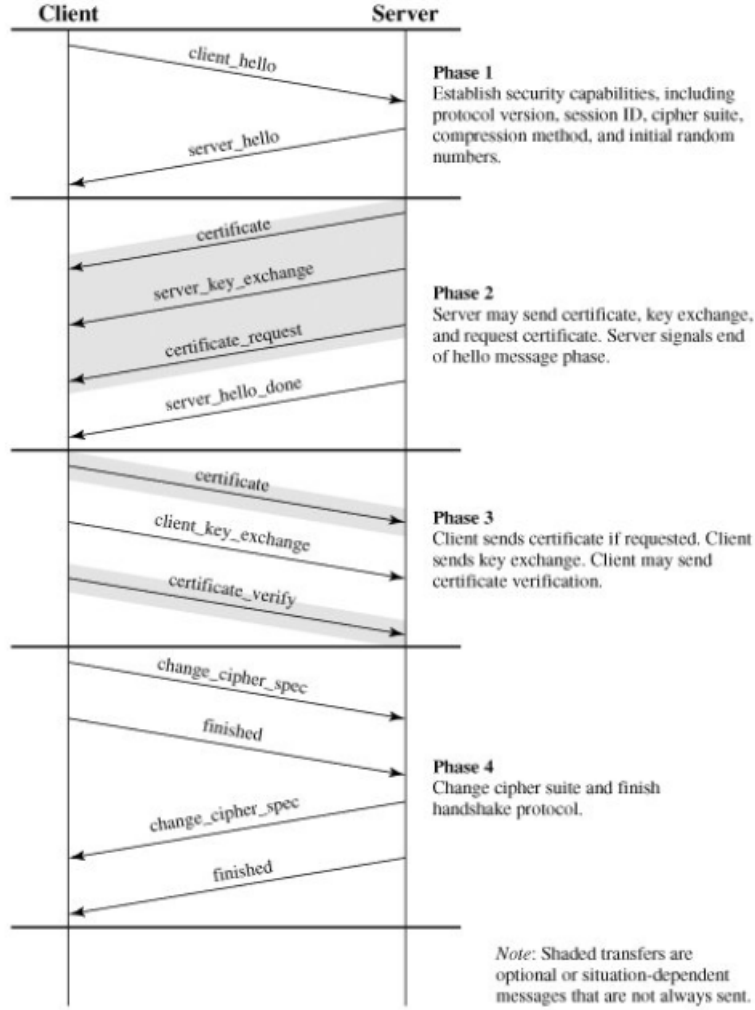 Client
Server
client_hello
Phase 1
Establish security capabilities, including
protocol version, session ID, cipher suite,
compression method, and initial random
numbers.
server_hello
certificate
server_key_exchange
certificate_request
server_hello_done
Phase 2
Server may send certificate, key exchange,
and request certificate. Server signals end
of hello message phase.
certificate
client_key_exchange
certificate_verify
Phase 3
Client sends certificate if requested. Client
sends key exchange. Client may send
certificate verification.
change_cipher_spec
finished
change_cipher_spec
finished
Phase 4
Change cipher suite and finish
handshake protocol.
Note: Shaded transfers are
optional or situation-dependent
messages that are not always sent.